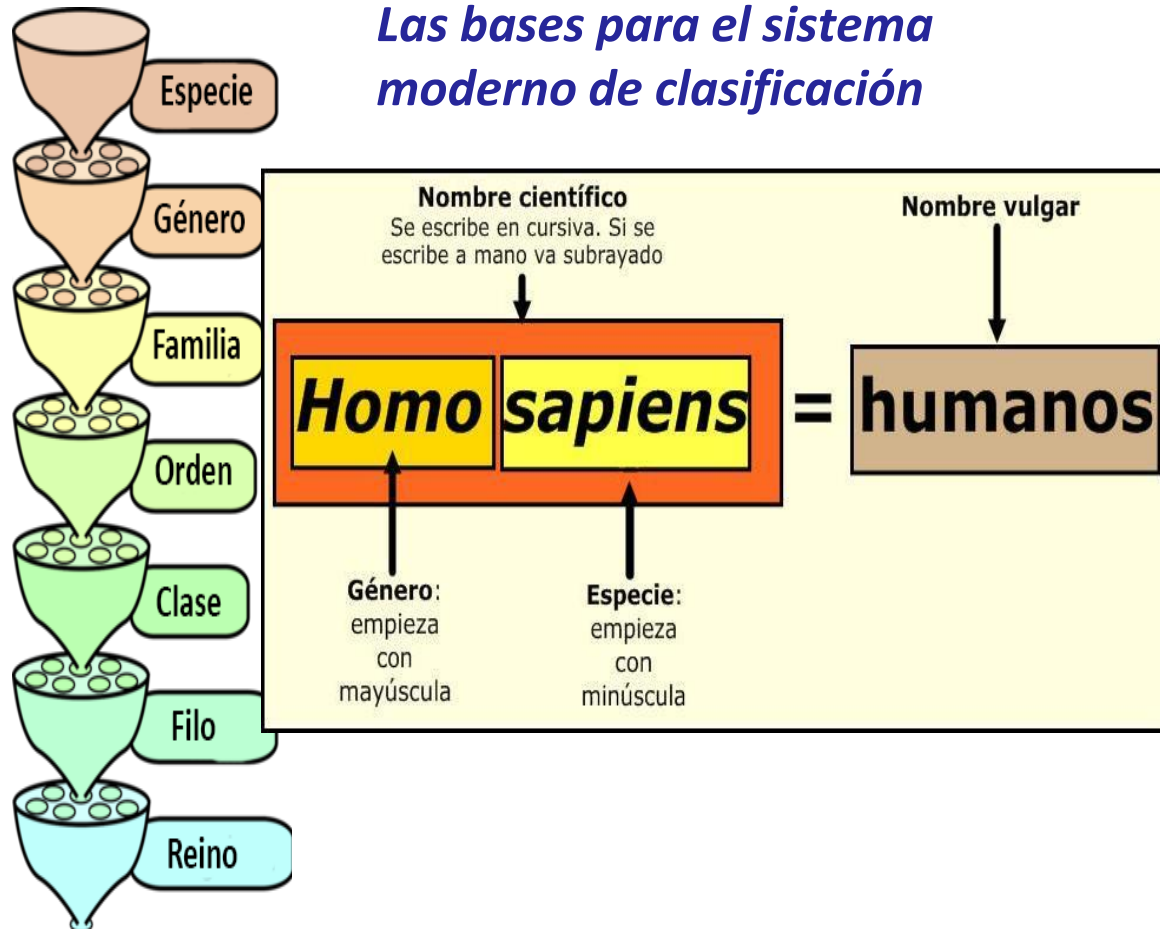 Las bases para el sistema
moderno de clasificación
Especie
Género
Familia
Orden
Clase
Filo
Reino
Nombre científico
Se escribe en cursiva. Si se
escribe a mano va subrayado
Nombre vulgar
Homo sapiens = humanos
Género:
empieza
con
mayúscula
Especie:
empieza
con
minúscula